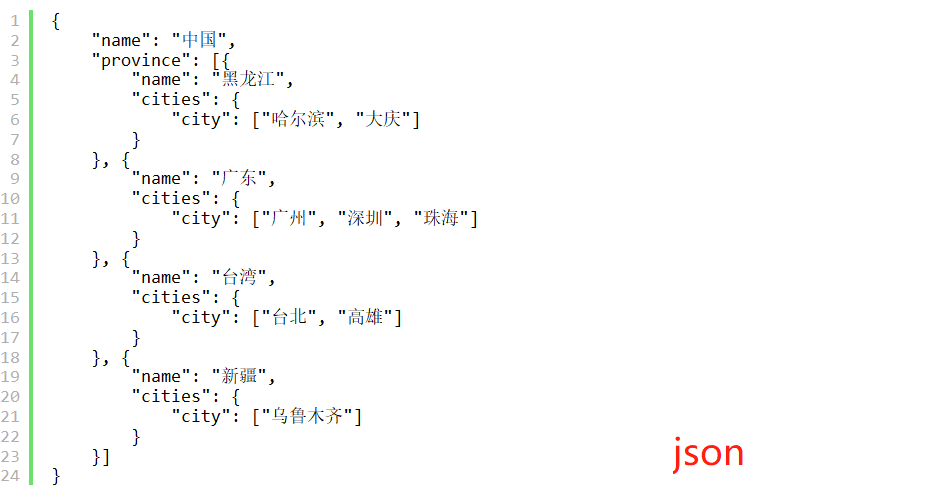 1 {
2     "name": "中国",
3     "province": [{
4         "name": "黑龙江",
5         "cities": {
6             "city": ["哈尔滨", "大庆"]
7         }
8     }, {
9         "name": "广东",
10         "cities": {
11             "city": ["广州", "深圳", "珠海"]
12         }
13     }, {
14         "name": "台湾",
15         "cities": {
16             "city": ["台北", "高雄"]
17         }
18     }, {
19         "name": "新疆",
20         "cities": {
21             "city": ["乌鲁木齐"]
22         }
23     }]
24 }
json